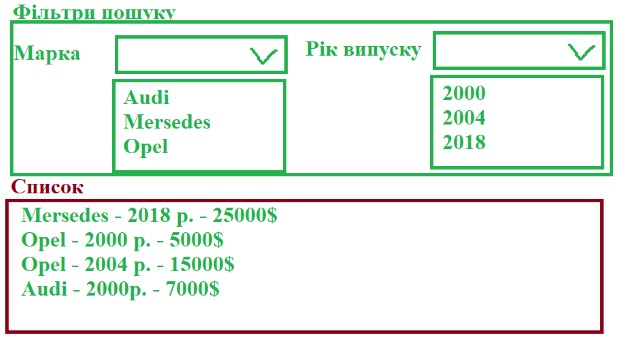 Фільтри пошуку
Марка
Рік випуску
Audi
Mersedes
Opel
2000
2004
2018
Список
Mersedes - 2018 р. - 25000$
Opel - 2000 р. - 5000$
Opel - 2004 р. - 15000$
Audi - 2000р. - 7000$